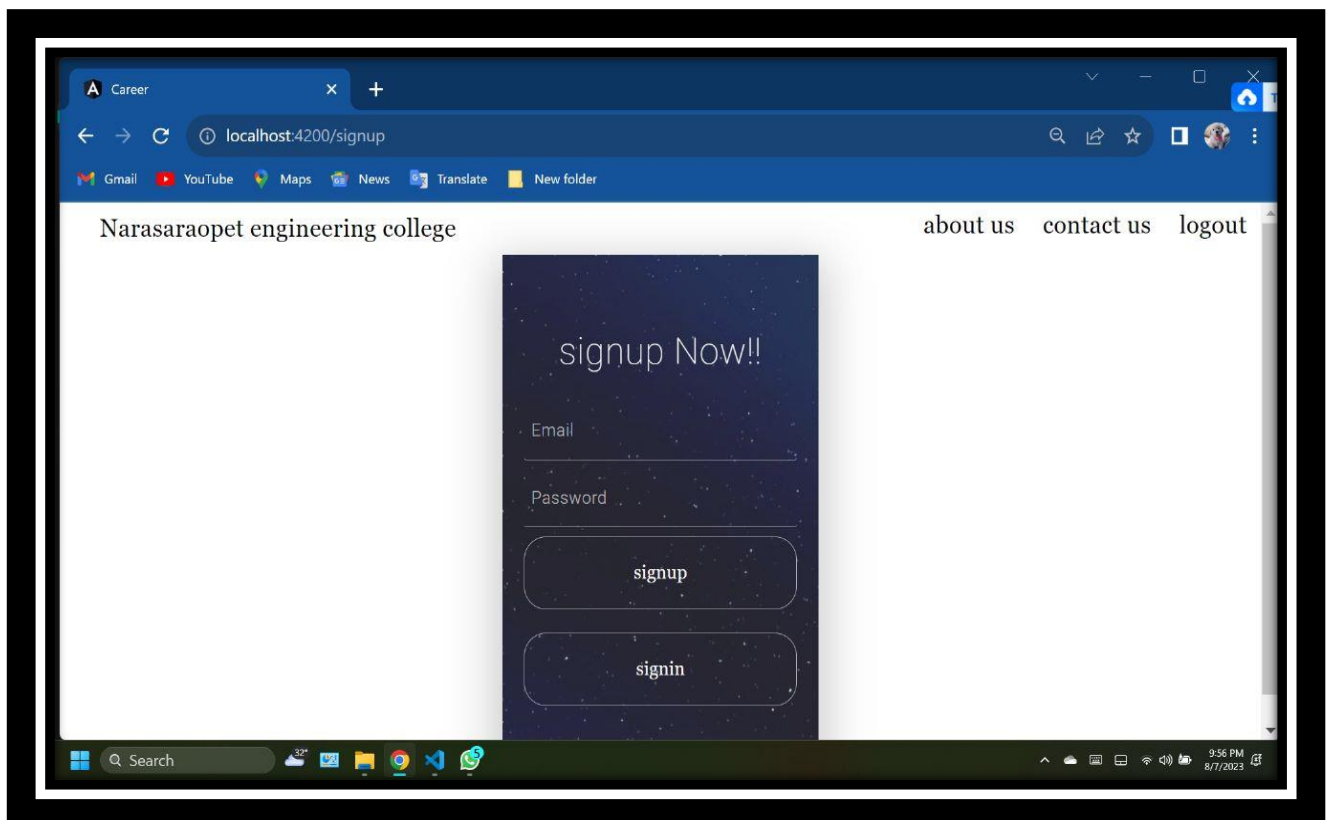 Career
localhost:4200/signup
Gmail YouTube Maps News Translate New folder
Narasaraopet engineering college about us contact us logout
signup Now!!
Email
Password
signup
signin
Search 32° 5 9:56 PM
8/7/2023